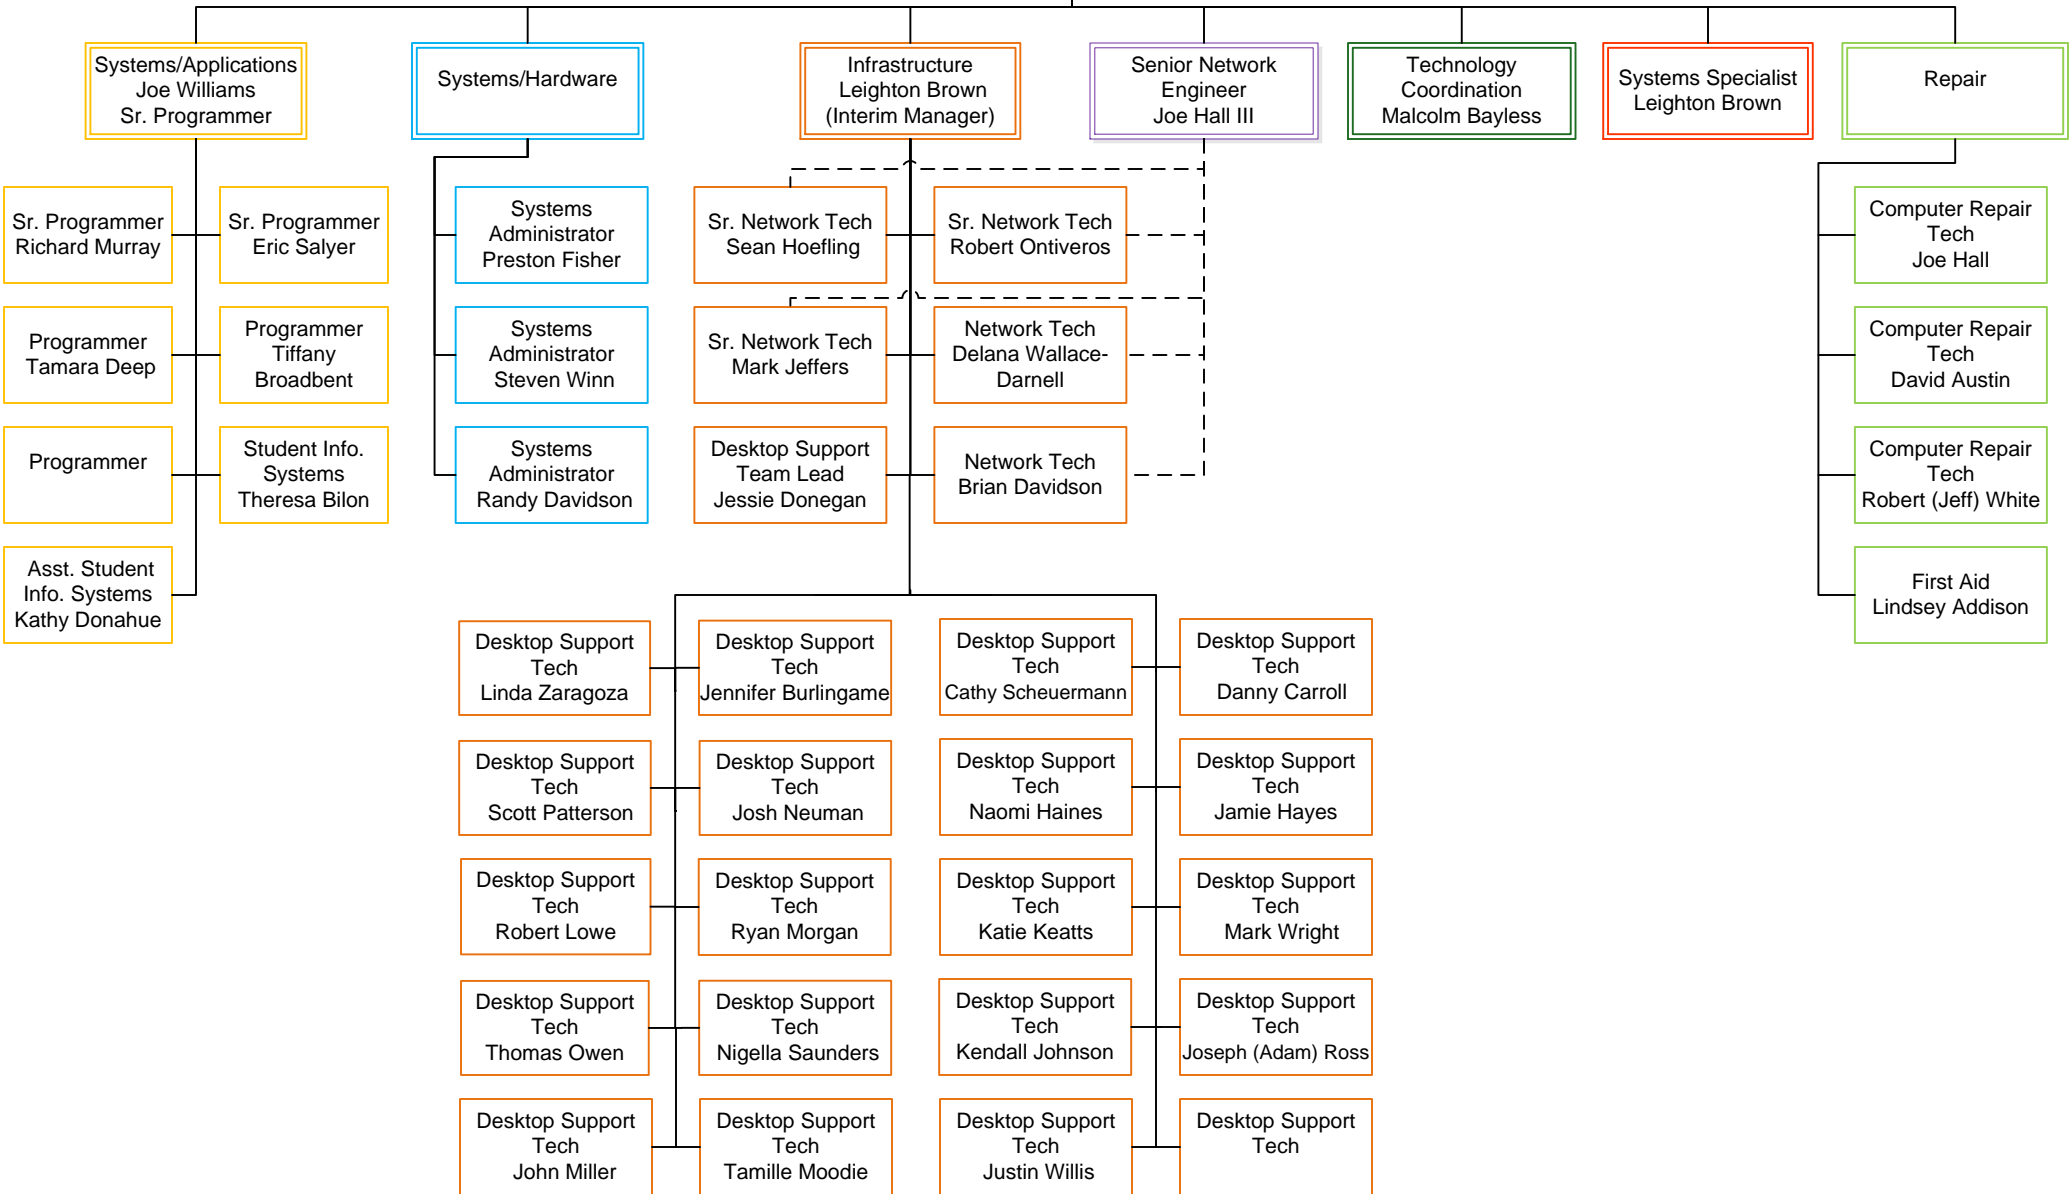 Systems/Applications
Joe Williams
Sr. Programmer
Systems/Hardware
Infrastructure
Leighton Brown
(Interim Manager)
Senior Network
Engineer
Joe Hall III
Technology
Coordination
Malcolm Bayless
Systems Specialist
Leighton Brown
Repair
Sr. Programmer
Richard Murray
Sr. Programmer
Eric Salyer
Systems
Administrator
Preston Fisher
Sr. Network Tech
Sean Hoefling
Sr. Network Tech
Robert Ontiveros
Computer Repair
Tech
Joe Hall
Programmer
Tamara Deep
Programmer
Tiffany
Broadbent
Systems
Administrator
Steven Winn
Sr. Network Tech
Mark Jeffers
Network Tech
Delana Wallace-
Darnell
Computer Repair
Tech
David Austin
Programmer
Student Info.
Systems
Theresa Bilon
Systems
Administrator
Randy Davidson
Desktop Support
Team Lead
Jessie Donegan
Network Tech
Brian Davidson
Computer Repair
Tech
Robert (Jeff) White
Asst. Student
Info. Systems
Kathy Donahue
First Aid
Lindsey Addison
Desktop Support
Tech
Linda Zaragoza
Desktop Support
Tech
Jennifer Burlingame
Desktop Support
Tech
Cathy Scheuermann
Desktop Support
Tech
Danny Carroll
Desktop Support
Tech
Scott Patterson
Desktop Support
Tech
Josh Neuman
Desktop Support
Tech
Naomi Haines
Desktop Support
Tech
Jamie Hayes
Desktop Support
Tech
Robert Lowe
Desktop Support
Tech
Ryan Morgan
Desktop Support
Tech
Katie Keatts
Desktop Support
Tech
Mark Wright
Desktop Support
Tech
Thomas Owen
Desktop Support
Tech
Nigella Saunders
Desktop Support
Tech
Kendall Johnson
Desktop Support
Tech
Joseph (Adam) Ross
Desktop Support
Tech
John Miller
Desktop Support
Tech
Tamille Moodie
Desktop Support
Tech
Justin Willis
Desktop Support
Tech